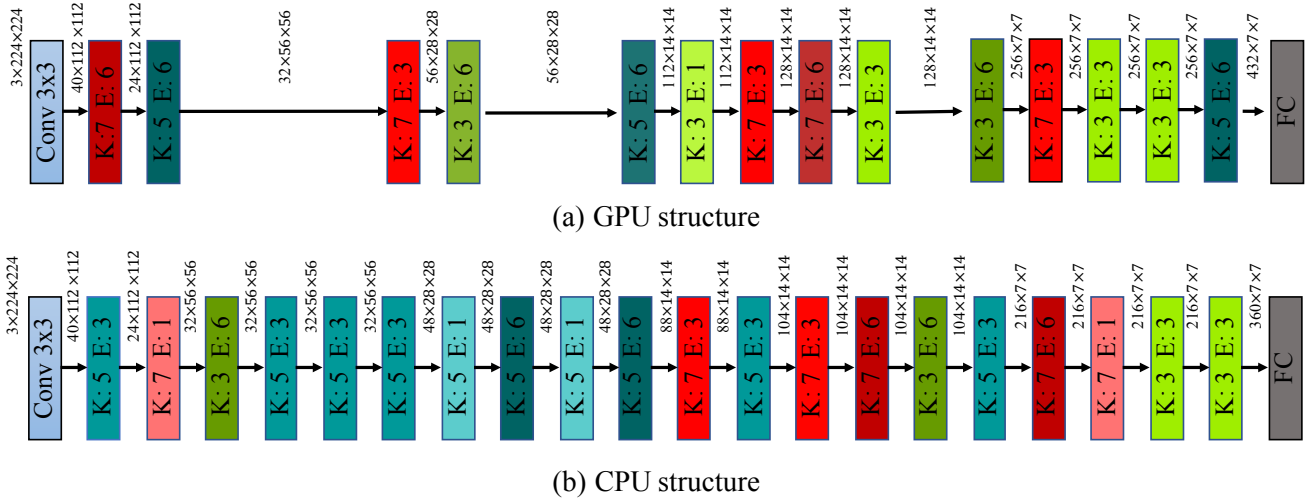 3×224×224
Conv 3x3
40×112 ×112
K:7 E: 6
24×112 ×112
K: 5 E: 6
32×56×56
K: 7 E: 3
56×28×28
K: 3 E: 6
56×28×28
K: 5 E: 6
112×14×14
K: 3 E: 1
112×14×14
K: 7 E: 3
128×14×14
K: 7 E: 6
128×14×14
K: 3 E: 3
128×14×14
K: 3 E: 6
256×7×7
K: 7 E: 3
256×7×7
K: 3 E: 3
256×7×7
K: 3 E: 3
256×7×7
K: 5 E: 6
432×7×7
FC
(a) GPU structure
3×224×224
Conv 3x3
40×112 ×112
K: 5 E: 3
24×112 ×112
K: 7 E: 1
32×56×56
K: 3 E: 6
32×56×56
K: 5 E: 3
32×56×56
K: 5 E: 3
32×56×56
K: 5 E: 3
48×28×28
K: 5 E: 1
48×28×28
K: 5 E: 6
48×28×28
K: 5 E: 1
48×28×28
K: 5 E: 6
88×14×14
K: 7 E: 3
88×14×14
K: 5 E: 3
104×14×14
K: 7 E: 3
104×14×14
K: 7 E: 6
104×14×14
K: 3 E: 6
104×14×14
K: 5 E: 3
216×7×7
K: 7 E: 6
216×7×7
K: 7 E: 1
216×7×7
K: 3 E: 3
216×7×7
K: 3 E: 3
360×7×7
FC
(b) CPU structure